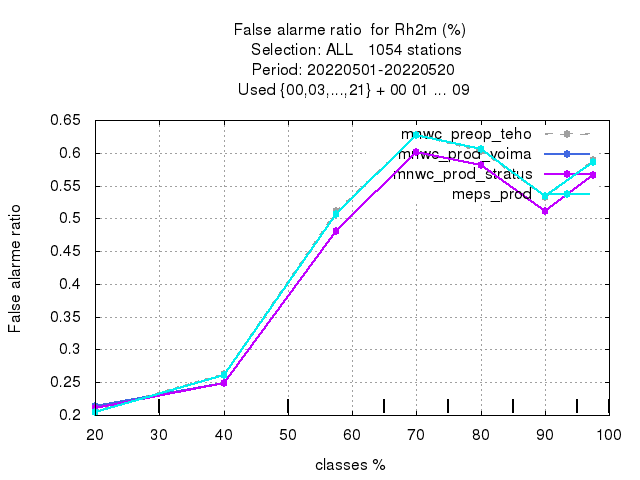 False alarme ratio  for Rh2m (%)
Selection: ALL   1054 stations
Period: 20220501-20220520
Used {00,03,...,21} + 00 01 ... 09
mnwc_preop_teho
mnwc_prod_voima
mnwc_prod_stratus
meps_prod
False alarme ratio
0.65
0.6
0.55
0.5
0.45
0.4
0.35
0.3
0.25
0.2
20 30 40 50 60 70 80 90 100
classes %